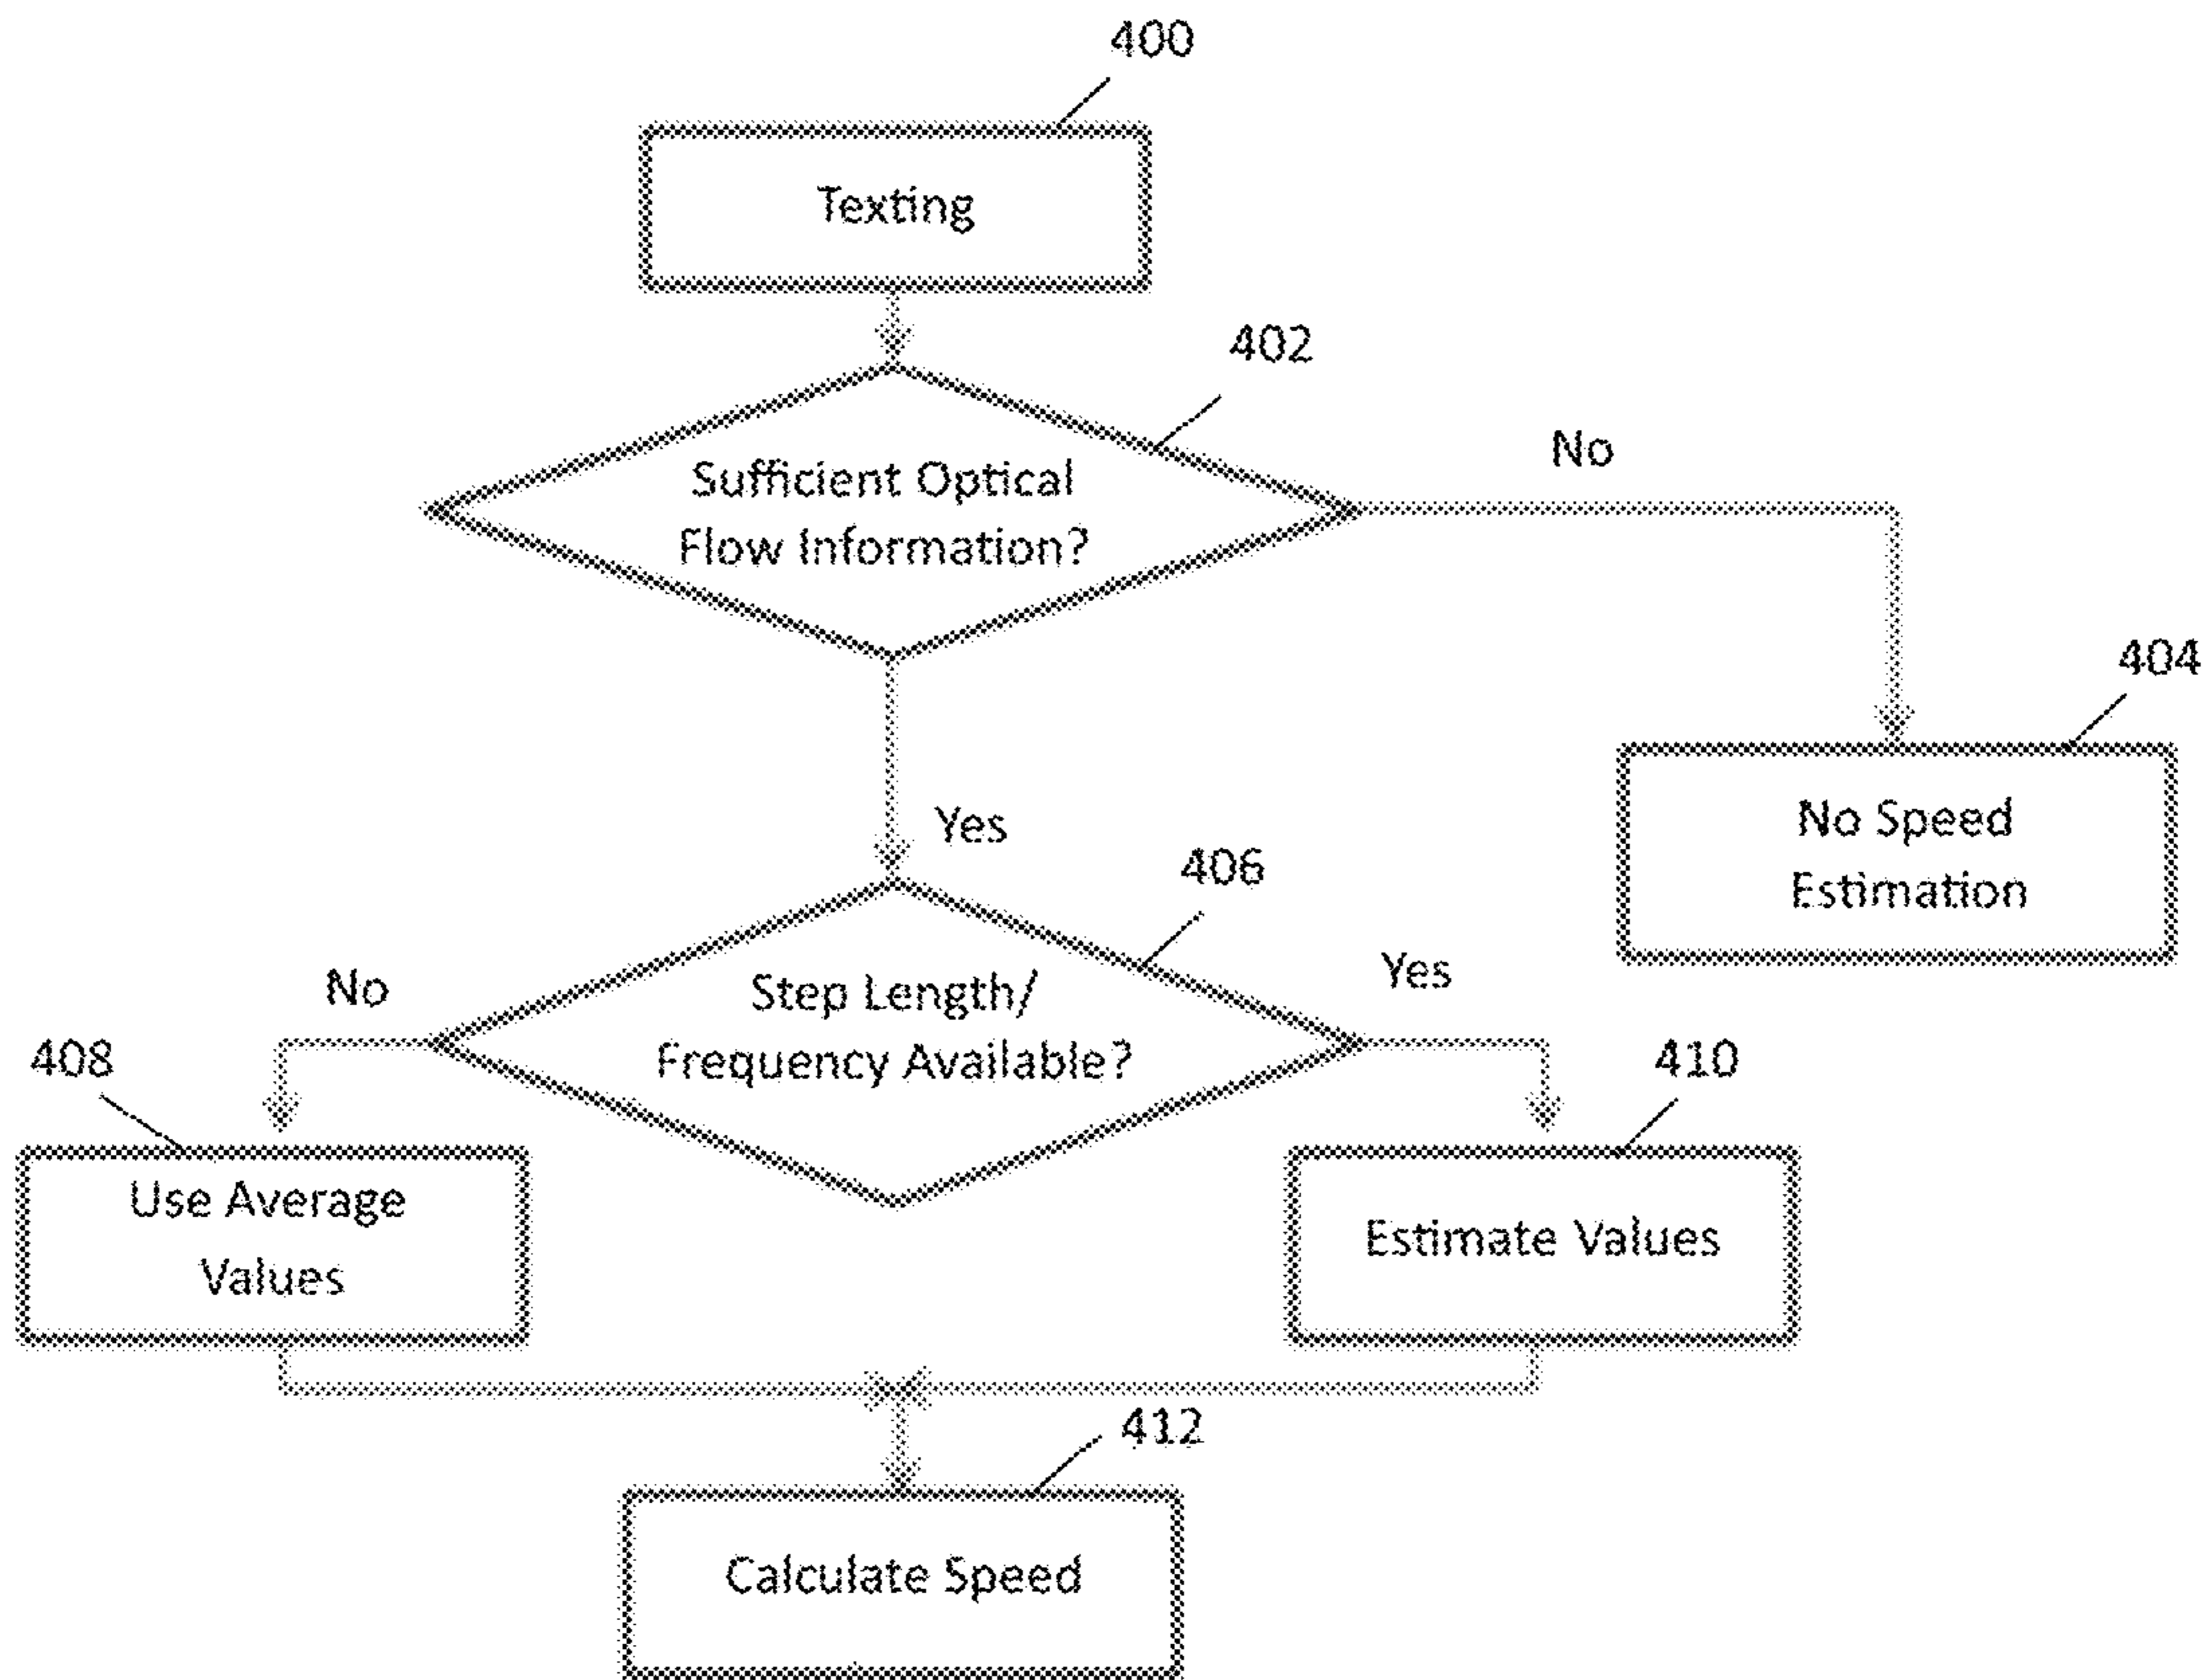 400
Texting
402
Sufficient Optical
Flow Information?
No
404
No Speed
Estimation
Yes
406
Step Length/
Frequency Available?
No
Yes
408
Use Average
Values
410
Estimate Values
412
Calculate Speed